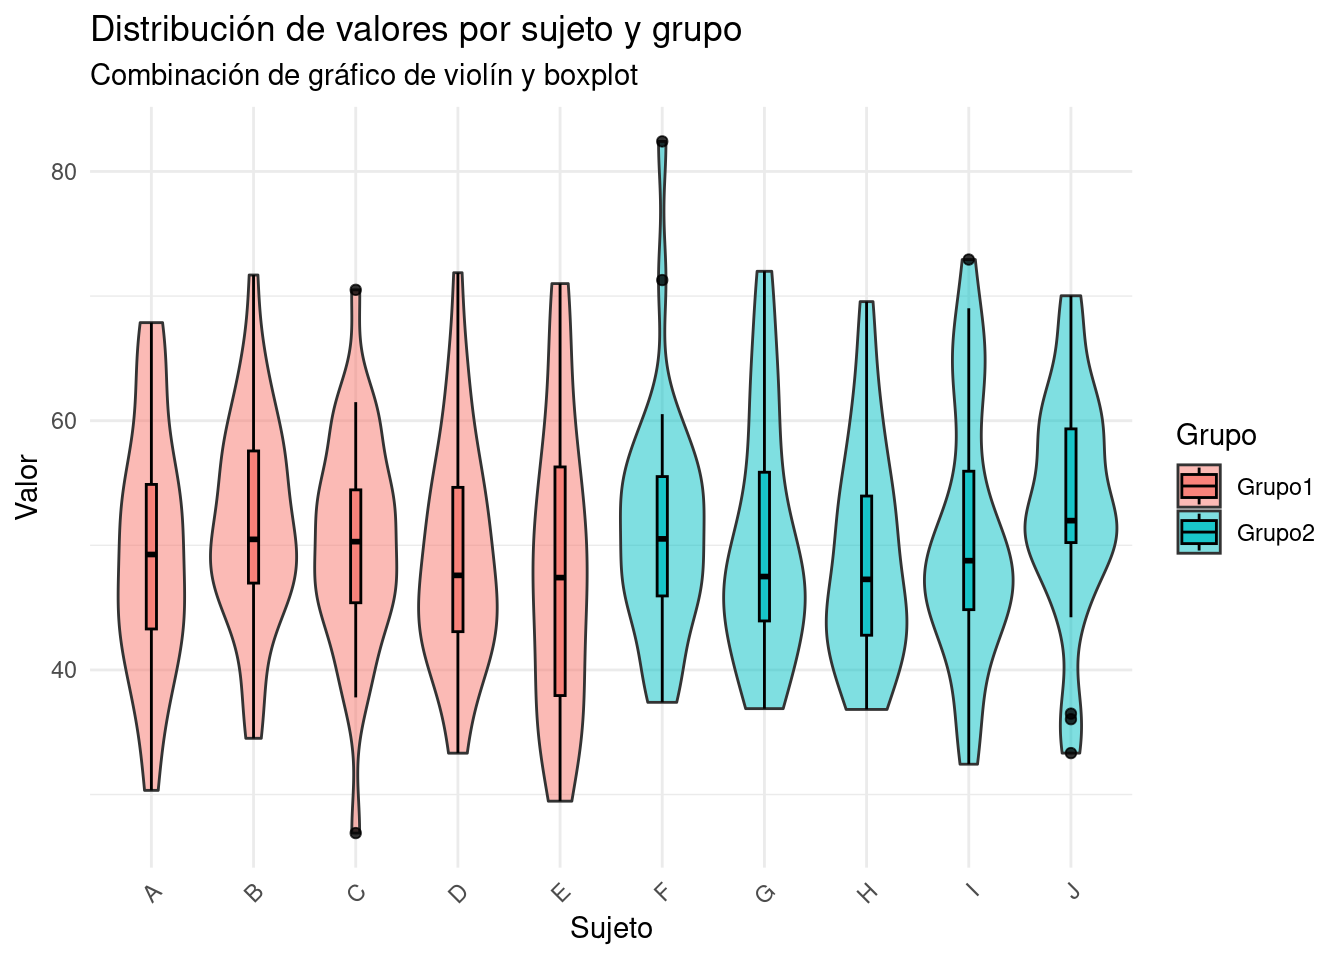 Distribución de valores por sujeto y grupo
Combinación de gráfico de violín y boxplot
80
60
40
Valor
A B C D E F G H I J
Sujeto
Grupo
Grupo1
Grupo2